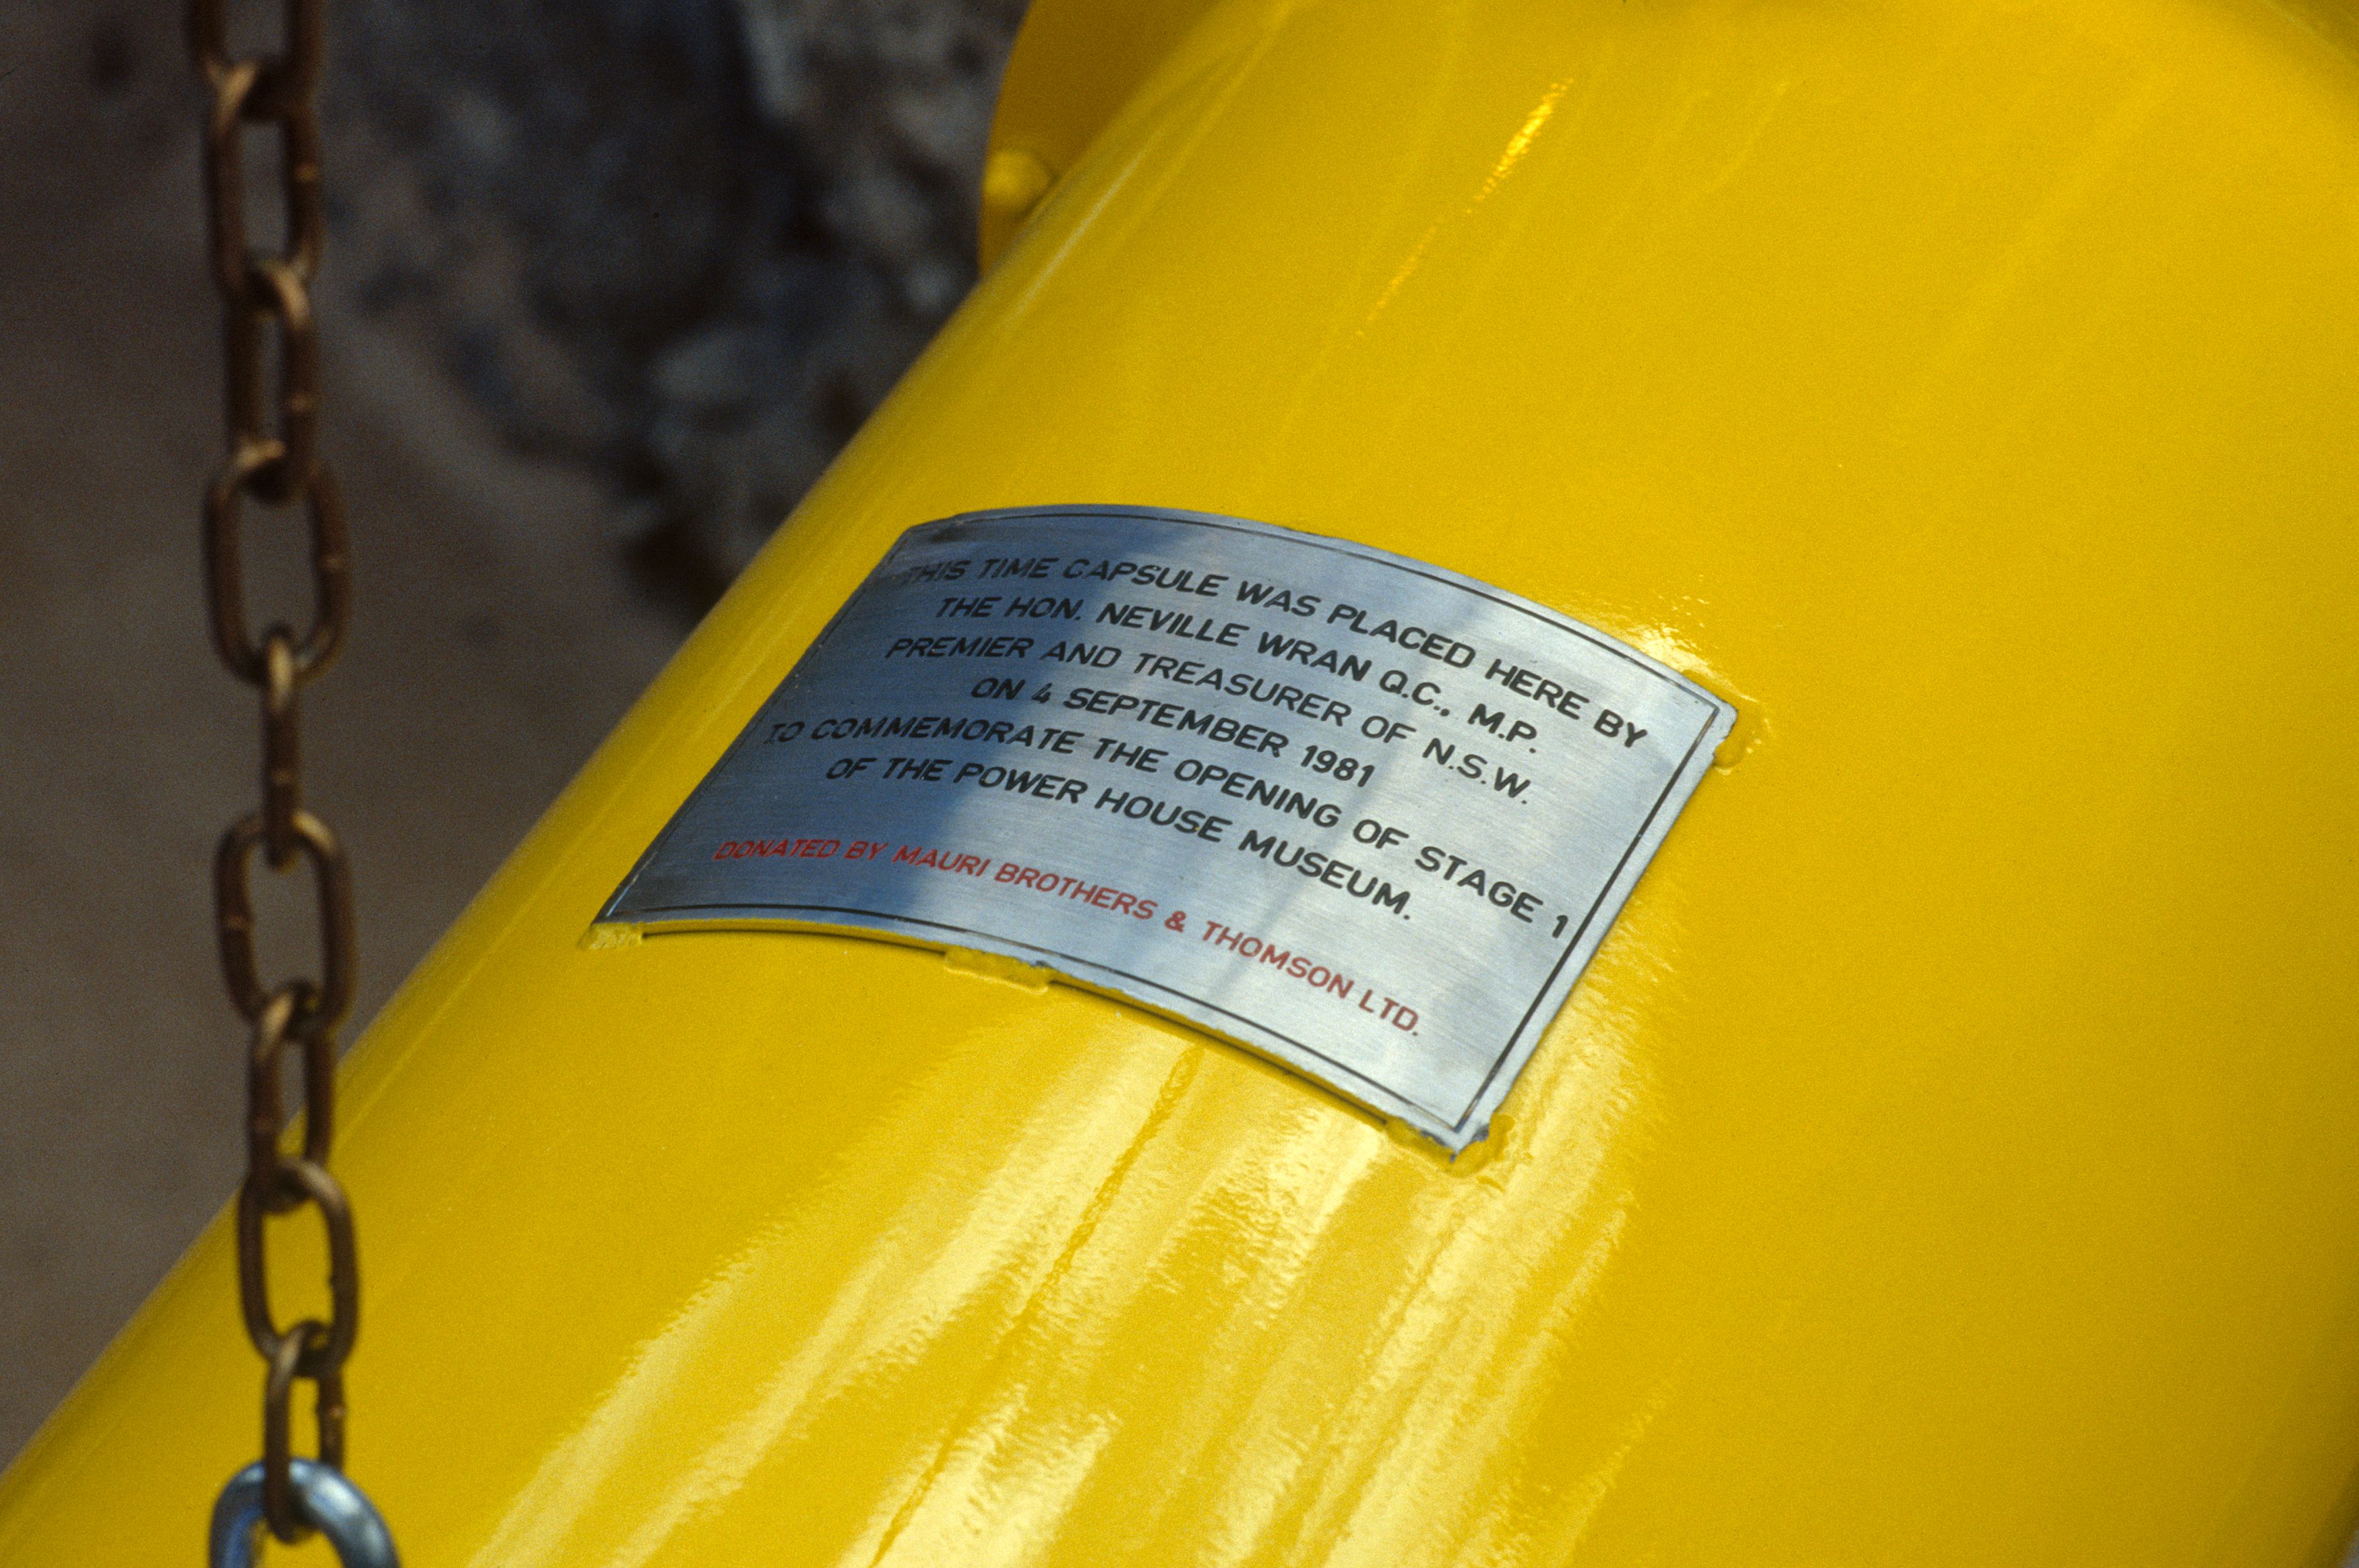 THIS TIME CAPSULE WAS PLACED HERE BY
THE HON. NEVILLE WRAN Q.C., M.P.
PREMIER AND TREASURER OF N.S.W.
ON 4 SEPTEMBER 1981
TO COMMEMORATE THE OPENING OF STAGE 1
OF THE POWER HOUSE MUSEUM.
DONATED BY MAURI BROTHERS & THOMSON LTD.